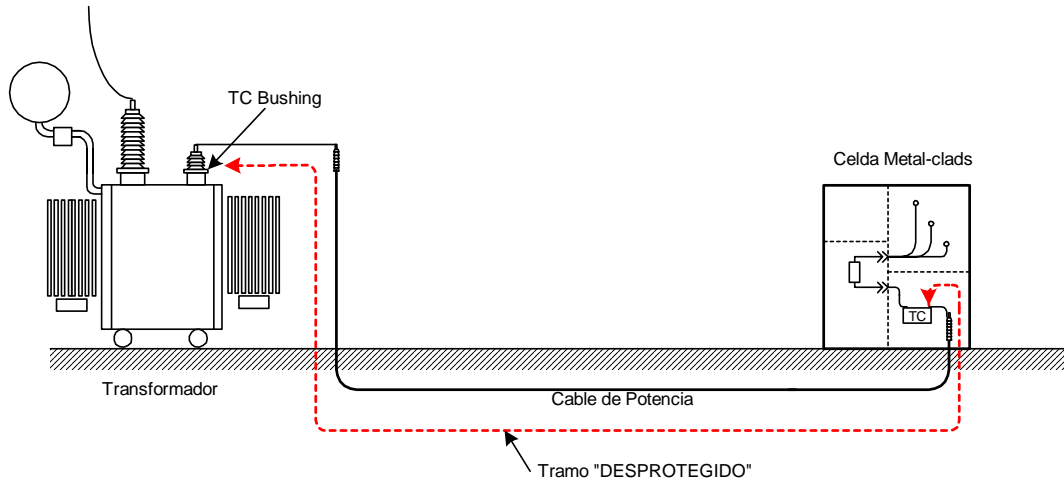 TC Bushing
Celda Metal-clads
TC
Transformador
Cable de Potencia
Tramo "DESPROTEGIDO"